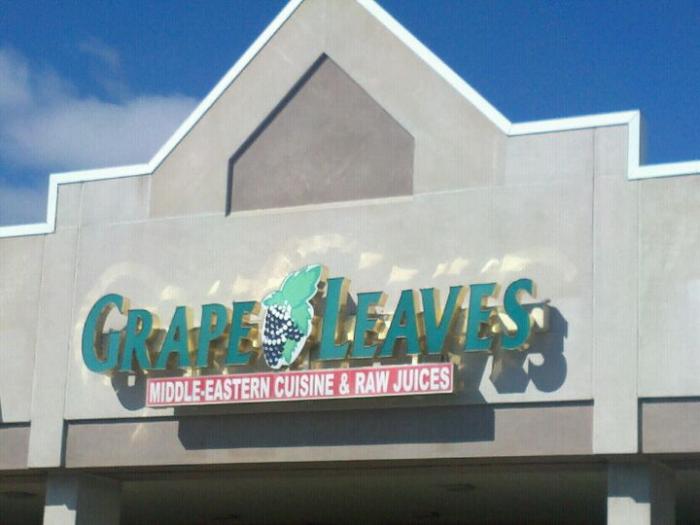 GRAPE LEAVES
MIDDLE-EASTERN CUISINE & RAW JUICES